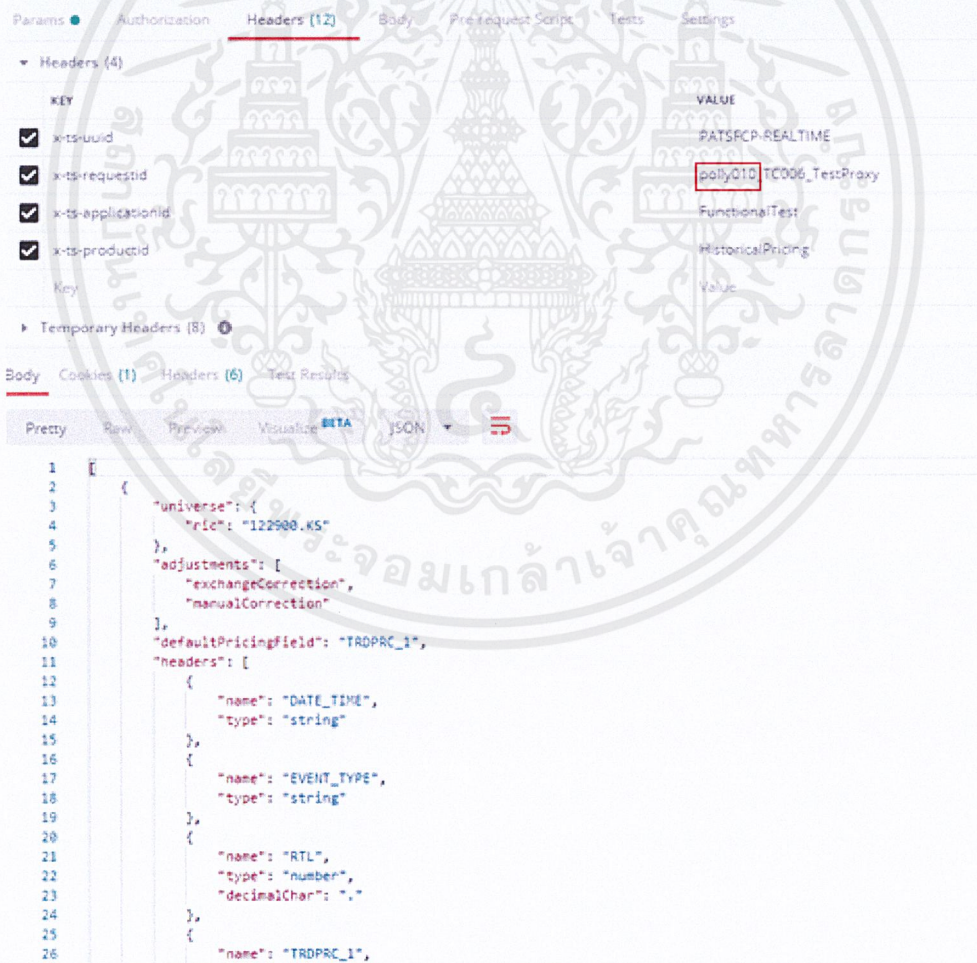 Params Authorization Headers (12) Body Pre-request Script Tests Settings
Headers (4)
KEY VALUE
x-ts-uuid PATSFCP-REALTIME
x-ts-requestid polly010_TC006_TestProxy
x-ts-applicationid FunctionalTest
x-ts-productid HistoricalPricing
Key Value
Temporary Headers (8)
Body Cookies (1) Headers (6) Test Results
Pretty Raw Preview Visualize BETA JSON
1 [
2 {
3 "universe": {
4 "ric": "122900.KS"
5 },
6 "adjustments": [
7 "exchangeCorrection",
8 "manualCorrection"
9 ],
10 "defaultPricingField": "TRDPRC_1",
11 "headers": [
12 {
13 "name": "DATE_TIME",
14 "type": "string"
15 },
16 {
17 "name": "EVENT_TYPE",
18 "type": "string"
19 },
20 {
21 "name": "RTL",
22 "type": "number",
23 "decimalChar": "."
24 },
25 {
26 "name": "TRDPRC_1",